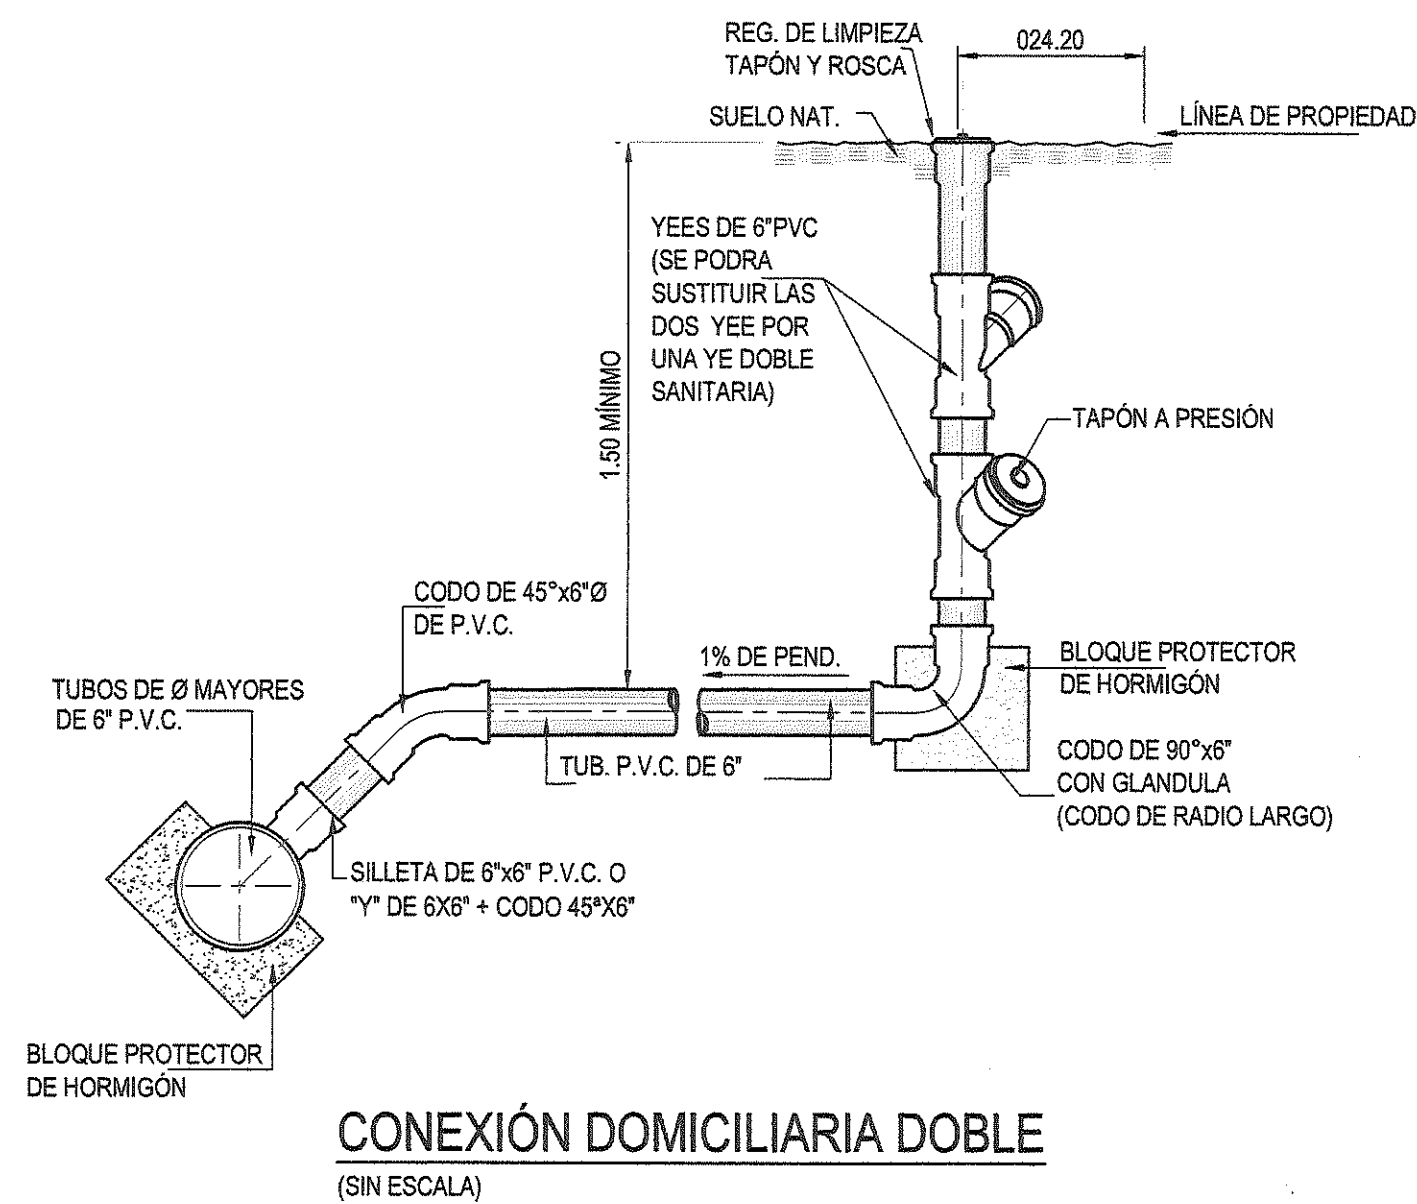 REG. DE LIMPIEZA
TAPÓN Y ROSCA
024.20
SUELO NAT.
LÍNEA DE PROPIEDAD
YEES DE 6"PVC
(SE PODRA
SUSTITUIR LAS
DOS YEE POR
UNA YE DOBLE
SANITARIA)
1.50 MÍNIMO
TAPÓN A PRESIÓN
CODO DE 45°x6"Ø
DE P.V.C.
1% DE PEND.
BLOQUE PROTECTOR
DE HORMIGÓN
TUBOS DE Ø MAYORES
DE 6" P.V.C.
TUB. P.V.C. DE 6"
CODO DE 90°x6"
CON GLANDULA
(CODO DE RADIO LARGO)
SILLETA DE 6"x6" P.V.C. O
"Y" DE 6X6" + CODO 45ªX6"
BLOQUE PROTECTOR
DE HORMIGÓN
CONEXIÓN DOMICILIARIA DOBLE
(SIN ESCALA)